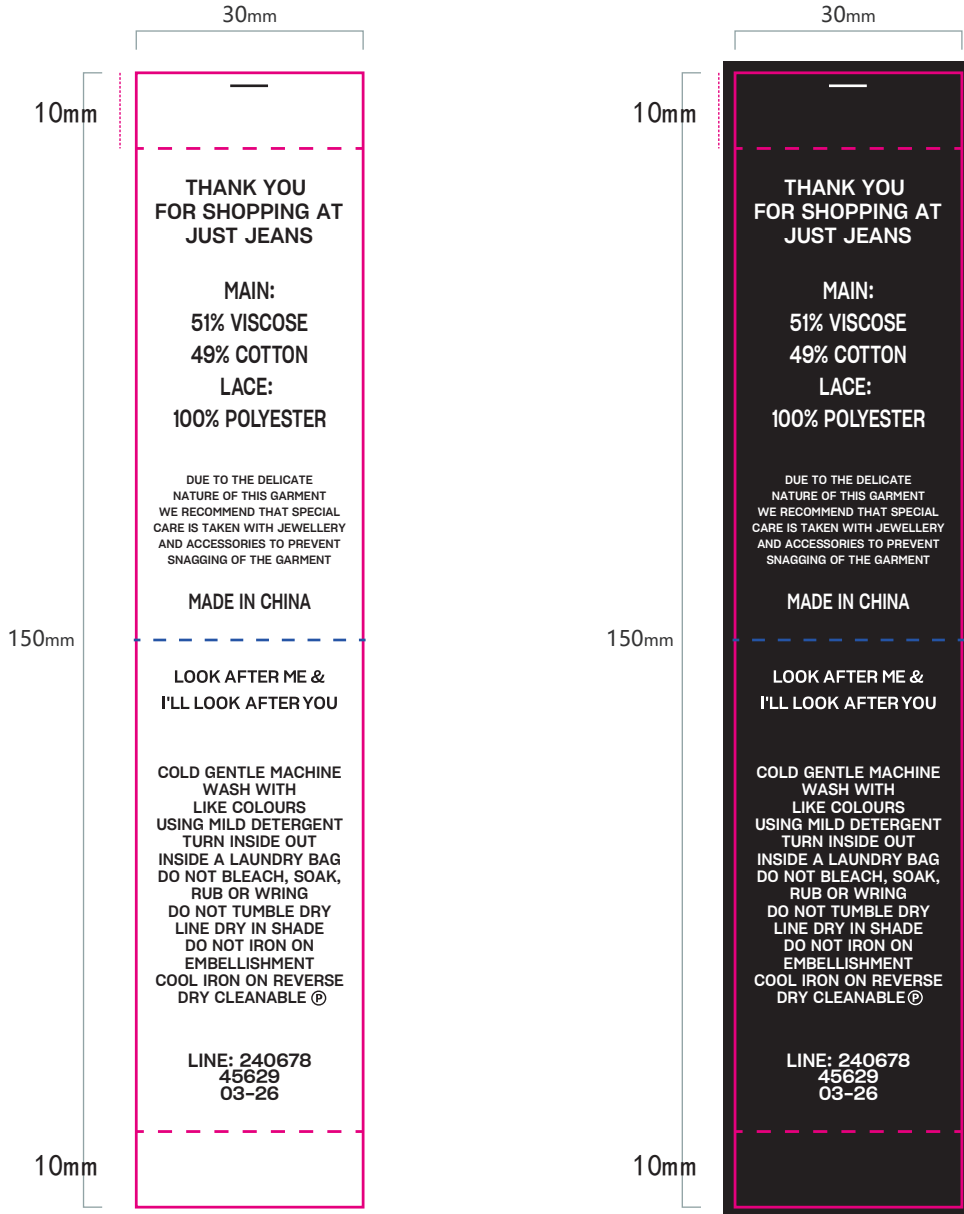 30mm
10mm
THANK YOU
FOR SHOPPING AT
JUST JEANS
MAIN:
51% VISCOSE
49% COTTON
LACE:
100% POLYESTER
DUE TO THE DELICATE
NATURE OF THIS GARMENT
WE RECOMMEND THAT SPECIAL
CARE IS TAKEN WITH JEWELLERY
AND ACCESSORIES TO PREVENT
SNAGGING OF THE GARMENT
MADE IN CHINA
150mm
LOOK AFTER ME &
I'LL LOOK AFTER YOU
COLD GENTLE MACHINE
WASH WITH
LIKE COLOURS
USING MILD DETERGENT
TURN INSIDE OUT
INSIDE A LAUNDRY BAG
DO NOT BLEACH, SOAK,
RUB OR WRING
DO NOT TUMBLE DRY
LINE DRY IN SHADE
DO NOT IRON ON
EMBELLISHMENT
COOL IRON ON REVERSE
DRY CLEANABLE Ⓟ
LINE: 240678
45629
03-26
10mm
30mm
10mm
THANK YOU
FOR SHOPPING AT
JUST JEANS
MAIN:
51% VISCOSE
49% COTTON
LACE:
100% POLYESTER
DUE TO THE DELICATE
NATURE OF THIS GARMENT
WE RECOMMEND THAT SPECIAL
CARE IS TAKEN WITH JEWELLERY
AND ACCESSORIES TO PREVENT
SNAGGING OF THE GARMENT
MADE IN CHINA
150mm
LOOK AFTER ME &
I'LL LOOK AFTER YOU
COLD GENTLE MACHINE
WASH WITH
LIKE COLOURS
USING MILD DETERGENT
TURN INSIDE OUT
INSIDE A LAUNDRY BAG
DO NOT BLEACH, SOAK,
RUB OR WRING
DO NOT TUMBLE DRY
LINE DRY IN SHADE
DO NOT IRON ON
EMBELLISHMENT
COOL IRON ON REVERSE
DRY CLEANABLE Ⓟ
LINE: 240678
45629
03-26
10mm